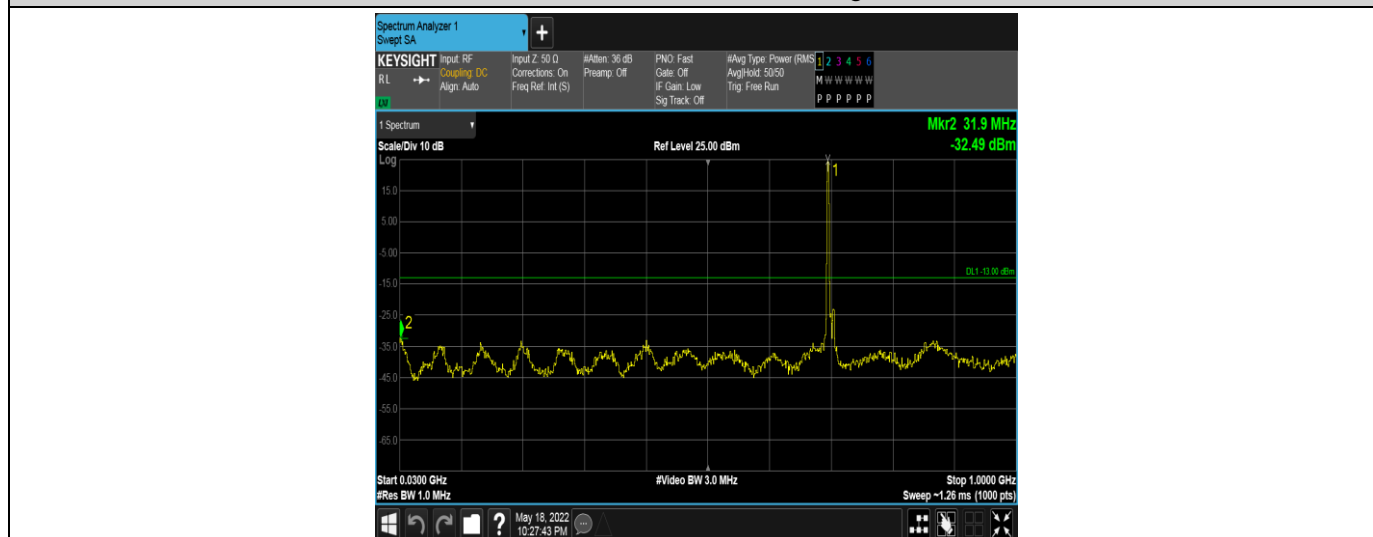 Spectrum Analyzer 1
Swept SA
+
KEYSIGHT
RL
Input: RF
Coupling: DC
Align: Auto
Input Z: 50 Ω
Corrections: On
Freq Ref: Int (S)
#Atten: 36 dB
Preamp: Off
PNO: Fast
Gate: Off
IF Gain: Low
Sig Track: Off
#Avg Type: Power (RMS
Avg|Hold: 50/50
Trig: Free Run
1 2 3 4 5 6
M W W W W W
P P P P P P
1 Spectrum
Mkr2 31.9 MHz
Scale/Div 10 dB
Ref Level 25.00 dBm
-32.49 dBm
Log
1
15.0
5.00
-5.00
DL1 -13.00 dBm
-15.0
-25.0
2
-35.0
-45.0
-55.0
-65.0
Start 0.0300 GHz
#Video BW 3.0 MHz
Stop 1.0000 GHz
#Res BW 1.0 MHz
Sweep ~1.26 ms (1000 pts)
?
May 18, 2022
10:27:43 PM